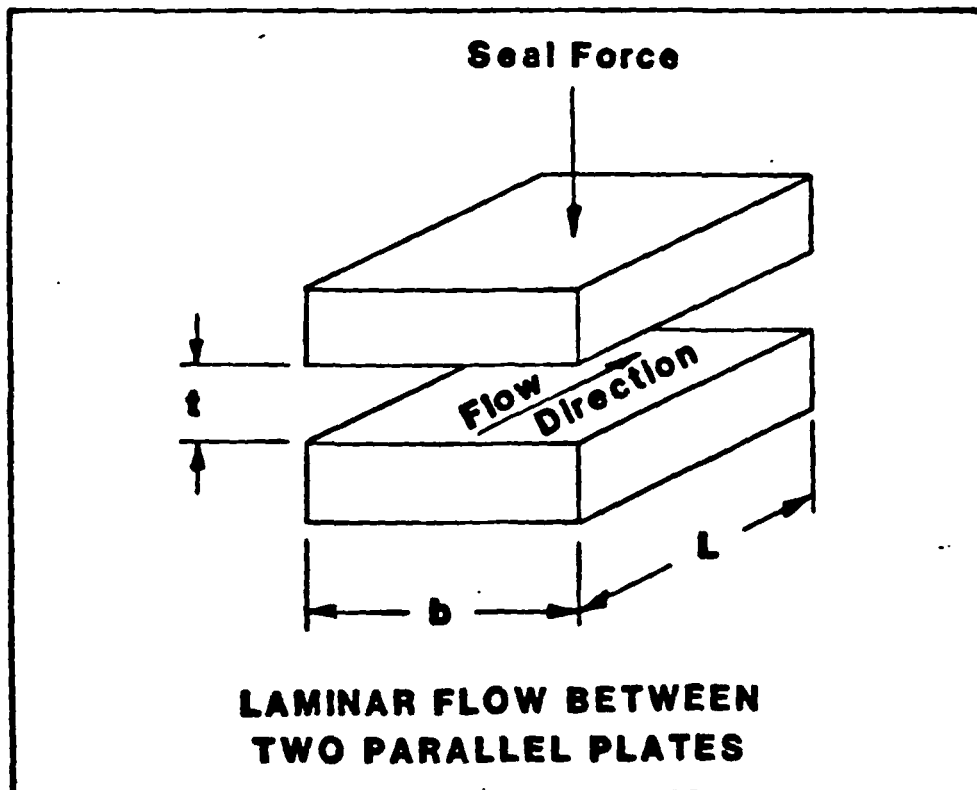 Seal Force
t
Flow
Direction
L
b
LAMINAR FLOW BETWEEN
TWO PARALLEL PLATES